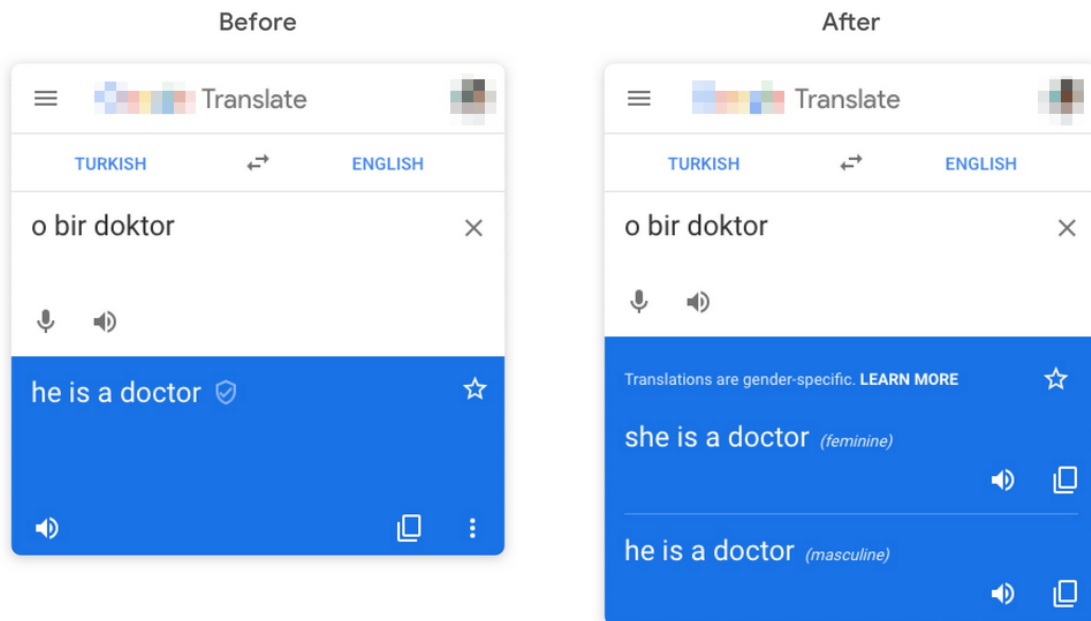 Before
Translate
TURKISH ENGLISH
o bir doktor
he is a doctor
After
Translate
TURKISH ENGLISH
o bir doktor
Translations are gender-specific. LEARN MORE
she is a doctor (feminine)
he is a doctor (masculine)